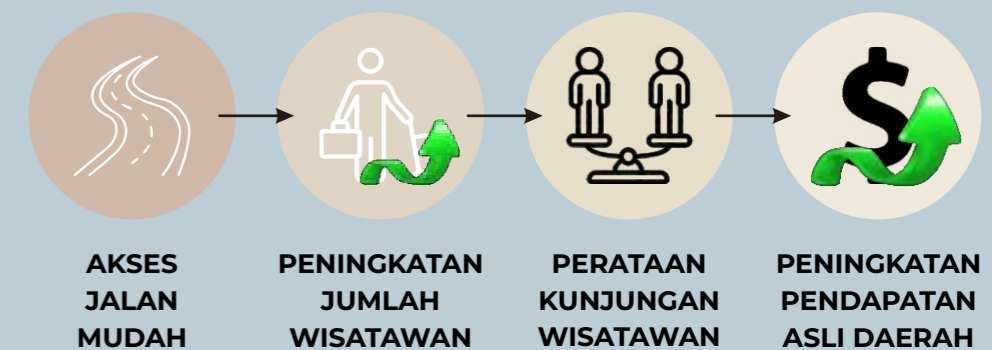 AKSES
JALAN
MUDAH
PENINGKATAN
JUMLAH
WISATAWAN
PERATAAN
KUNJUNGAN
WISATAWAN
PENINGKATAN
PENDAPATAN
ASLI DAERAH